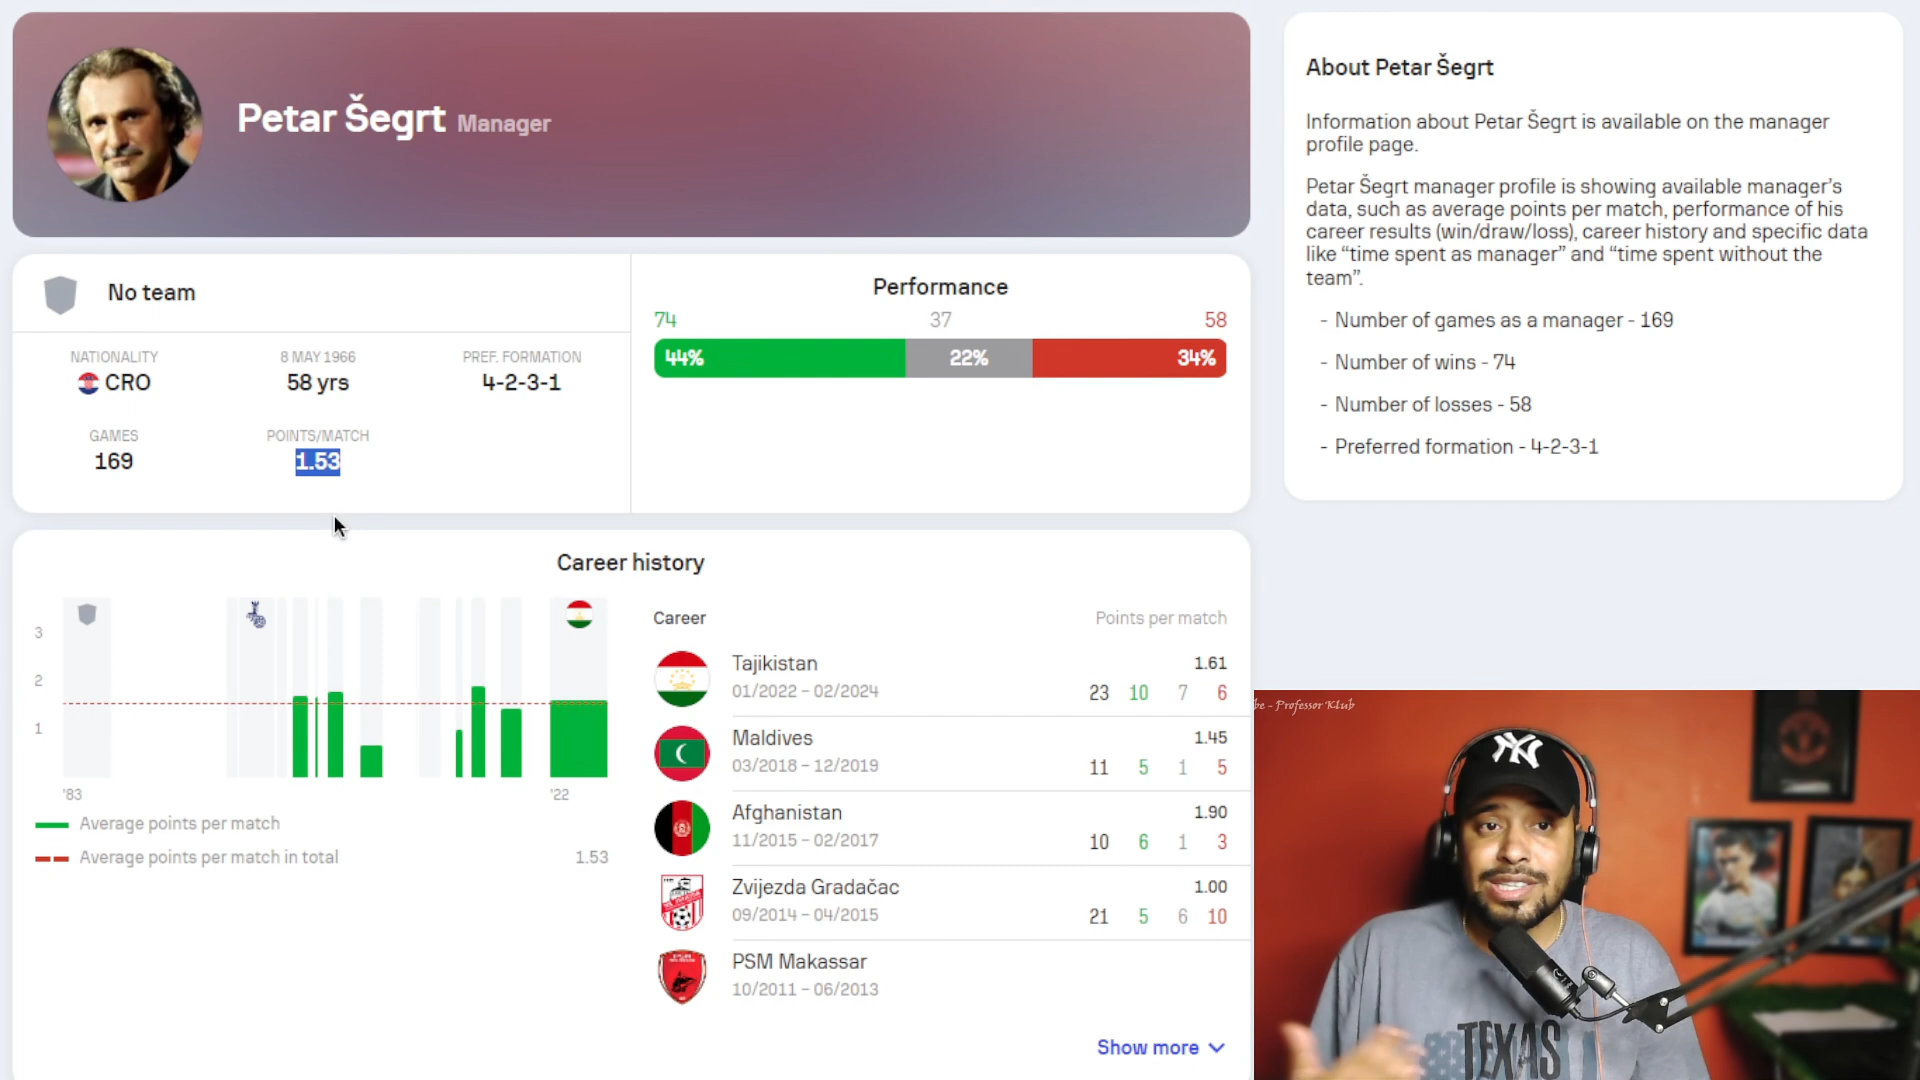 Petar Šegrt Manager
No team
NATIONALITY
CRO
8 MAY 1966
58 yrs
PREF. FORMATION
4-2-3-1
GAMES
169
POINTS/MATCH
1.53
Performance
74 37 58
44% 22% 34%
Career history
3
2
1
'83 '22
Average points per match
Average points per match in total 1.53
Career Points per match
Tajikistan 1.61
01/2022 - 02/2024 23 10 7 6
Maldives 1.45
03/2018 - 12/2019 11 5 1 5
Afghanistan 1.90
11/2015 - 02/2017 10 6 1 3
Zvijezda Gradačac 1.00
09/2014 - 04/2015 21 5 6 10
PSM Makassar
10/2011 - 06/2013
Show more
About Petar Šegrt
Information about Petar Šegrt is available on the manager
profile page.
Petar Šegrt manager profile is showing available manager's
data, such as average points per match, performance of his
career results (win/draw/loss), career history and specific data
like “time spent as manager” and “time spent without the
team”.
- Number of games as a manager - 169
- Number of wins - 74
- Number of losses - 58
- Preferred formation - 4-2-3-1
be - Professor Klub
NY
TEXAS